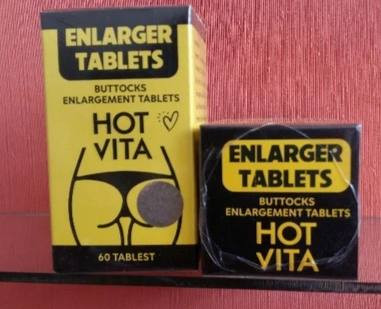 ENLARGER
TABLETS
BUTTOCKS
ENLARGEMENT TABLETS
HOT
VITA
60 TABLEST
ENLARGER
TABLETS
BUTTOCKS
ENLARGEMENT TABLETS
HOT
VITA